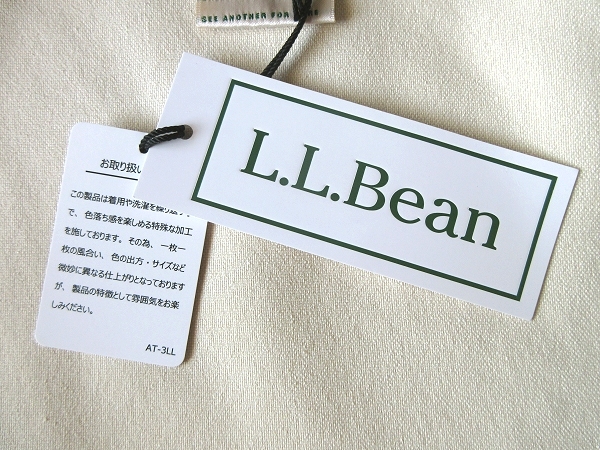 SEE ANOTHER FOR
L.L.Bean
お取り扱い
この製品は着用や洗濯を繰り返す
で、色落ち感を楽しめる特殊な加工
を施しております。その為、一枚一
枚の風合い、色の出方・サイズなど
微妙に異なる仕上がりとなっております
が、製品の特徴として雰囲気をお楽
しみください。
AT-3LL